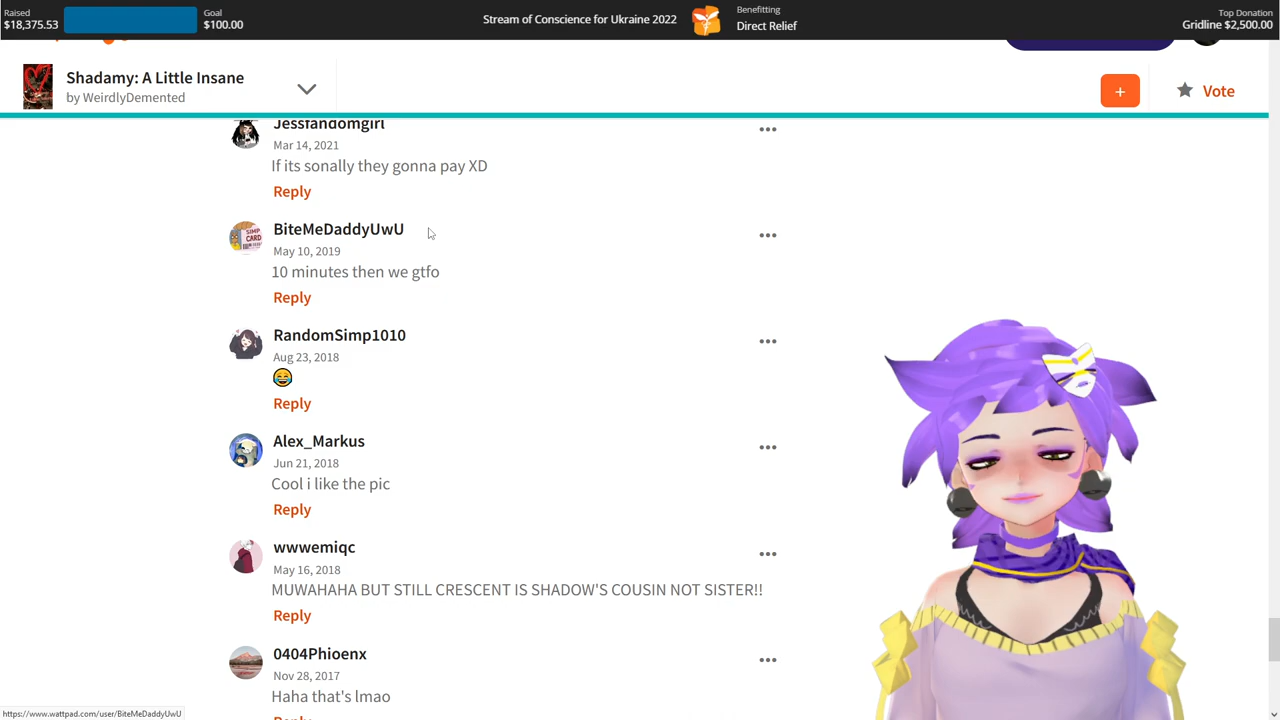 Raised
$18,375.53
Goal
$100.00
Stream of Conscience for Ukraine 2022
Benefitting
Direct Relief
Top Donation
Gridline $2,500.00
Shadamy: A Little Insane
by WeirdlyDemented
+
Vote
Jessfandomgirl
Mar 14, 2021
If its sonally they gonna pay XD
Reply
BiteMeDaddyUwU
May 10, 2019
10 minutes then we gtfo
Reply
RandomSimp1010
Aug 23, 2018
😂
Reply
Alex_Markus
Jun 21, 2018
Cool i like the pic
Reply
wwwemiqc
May 16, 2018
MUWAHAHA BUT STILL CRESCENT IS SHADOW'S COUSIN NOT SISTER!!
Reply
0404Phioenx
Nov 28, 2017
Haha that's lmao
Reply
https://www.wattpad.com/user/BiteMeDaddyUwU